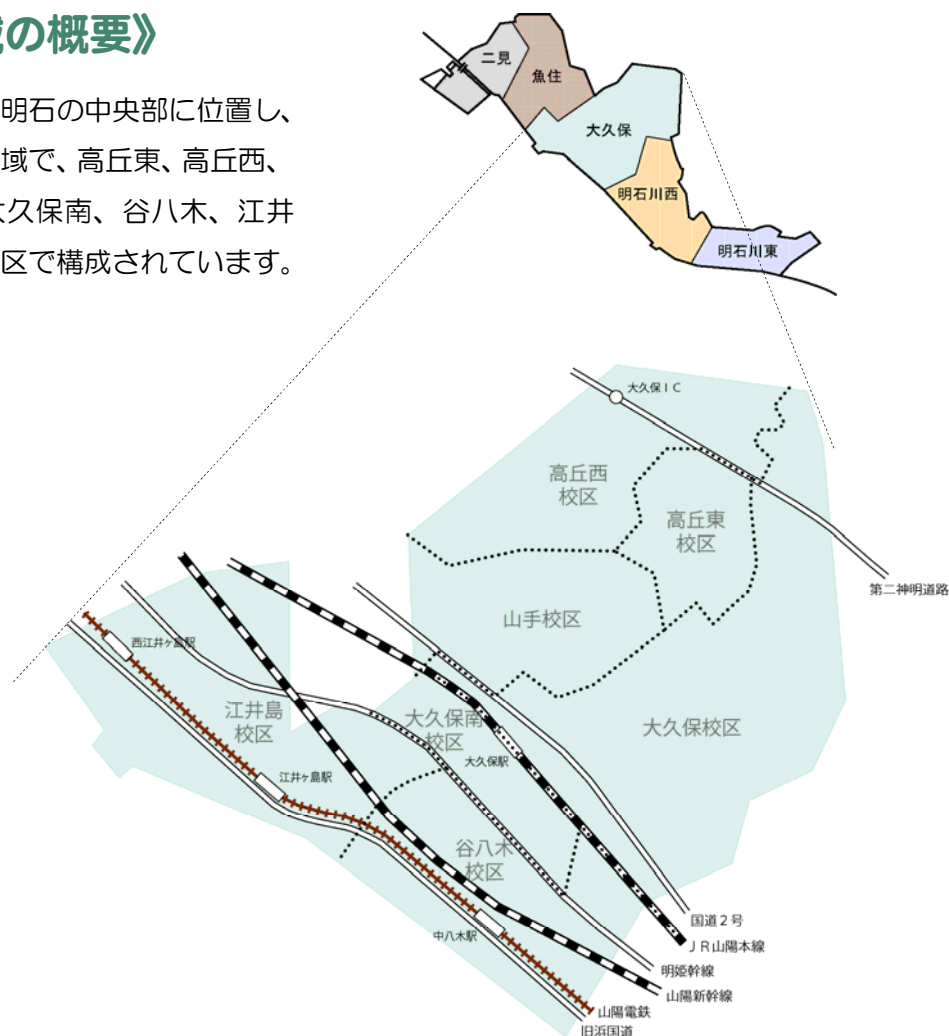 域の概要》
明石の中央部に位置し、
域で、高丘東、高丘西、
大久保南、谷八木、江井
区で構成されています。
二見
魚住
大久保
明石川西
明石川東
大久保ＩＣ
高丘西
校区
高丘東
校区
第二神明道路
山手校区
西江井ヶ島駅
江井島
校区
大久保南
校区
大久保校区
大久保駅
江井ヶ島駅
谷八木
校区
中八木駅
国道２号
ＪＲ山陽本線
明姫幹線
山陽新幹線
山陽電鉄
旧浜国道